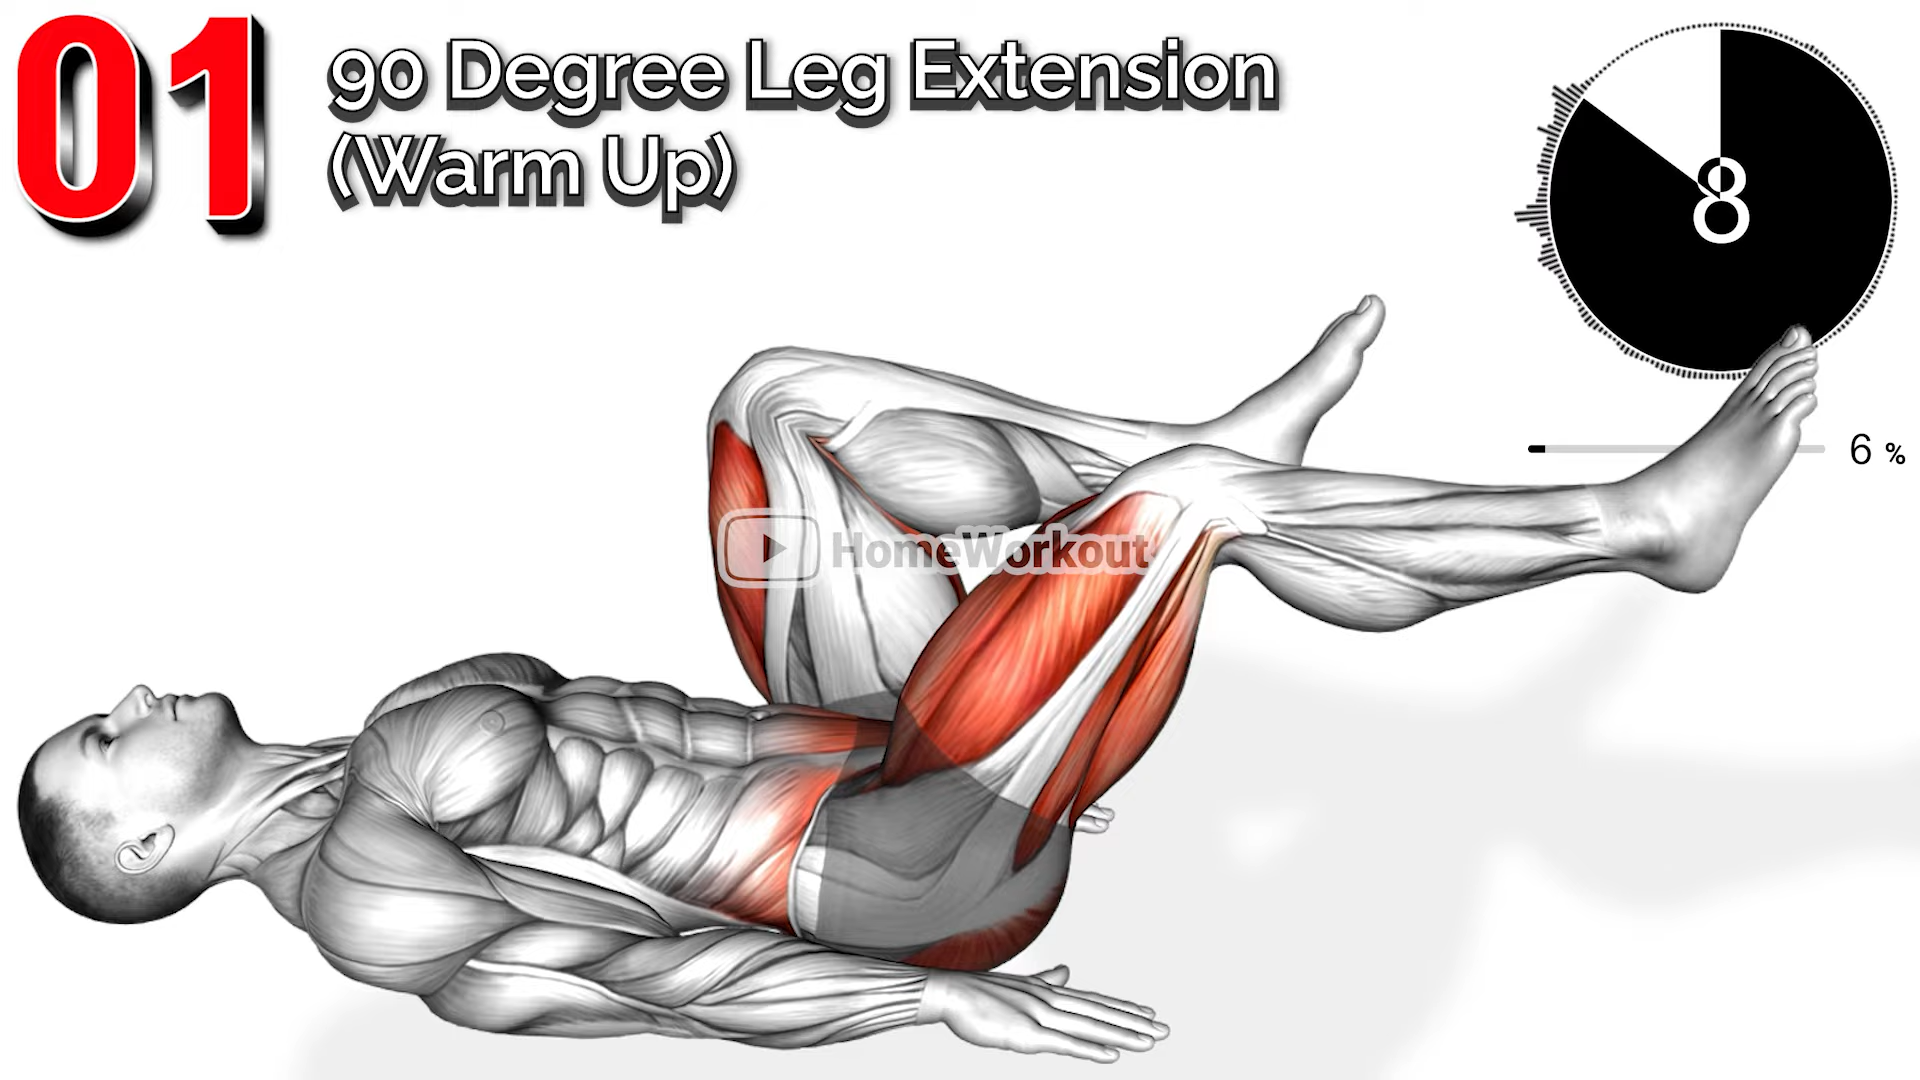 01
90 Degree Leg Extension
(Warm Up)
8
6 %
HomeWorkout